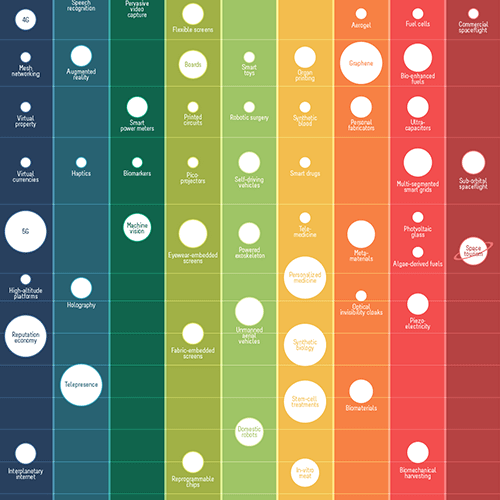 4G
Speech
recognition
Pervasive
video
capture
Flexible screens
Aerogel
Fuel cells
Commercial
spaceflight
Mesh
networking
Augmented
reality
Boards
Smart
toys
Organ
printing
Graphene
Bio-enhanced
fuels
Virtual
property
Smart
power meters
Printed
circuits
Robotic surgery
Synthetic
blood
Personal
fabricators
Ultra-
capacitors
Virtual
currencies
Haptics
Biomarkers
Pico-
projectors
Self-driving
vehicles
Smart drugs
Multi-segmented
smart grids
Sub-orbital
spaceflight
5G
Machine
vision
Eyewear-embedded
screens
Powered
exoskeleton
Tele-
medicine
Meta-
materials
Photovoltaic
glass
Algae-derived fuels
Space
tourism
High-altitude
platforms
Holography
Personalized
medicine
Optical
invisibility cloaks
Piezo-
electricity
Reputation
economy
Fabric-embedded
screens
Unmanned
aerial
vehicles
Synthetic
biology
Telepresence
Stem-cell
treatments
Biomaterials
Domestic
robots
Interplanetary
internet
Reprogrammable
chips
In vitro
meat
Biomechanical
harvesting